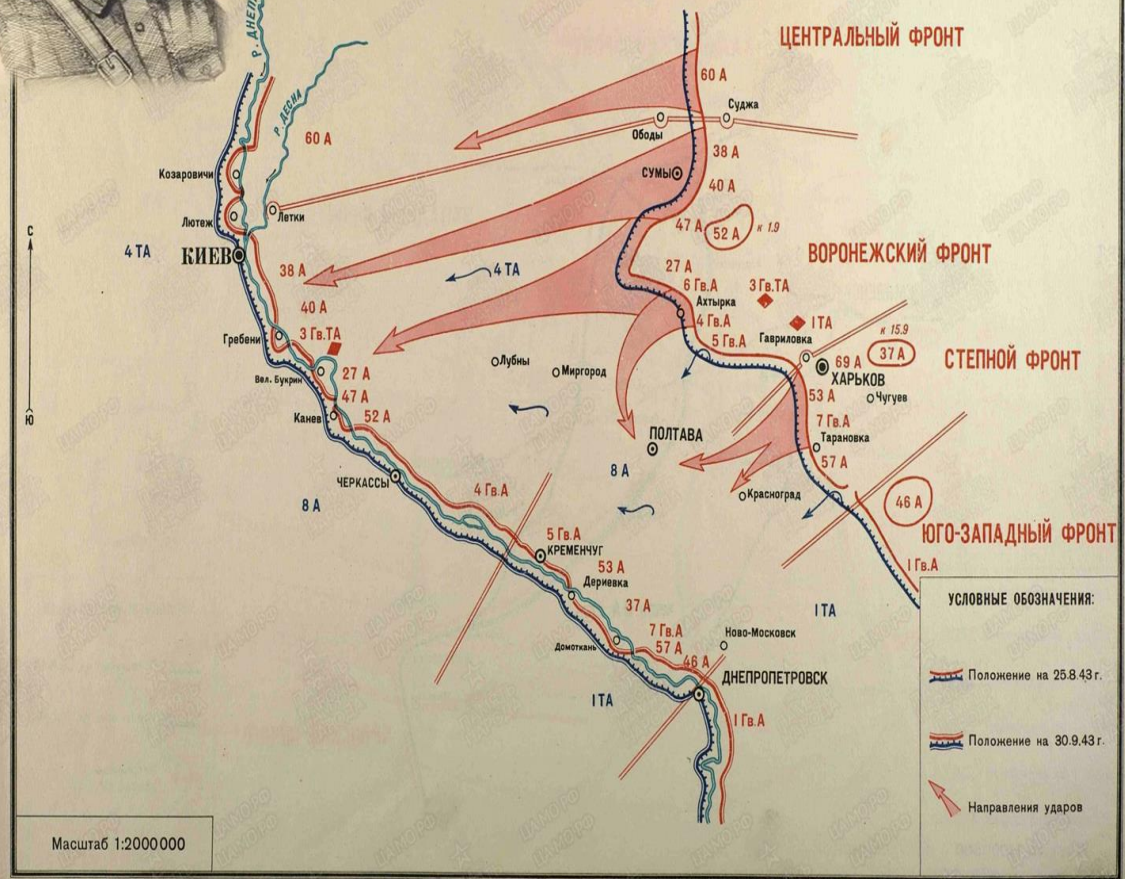 Р. ДНЕП
ЦЕНТРАЛЬНЫЙ ФРОНТ
60 А
Суджа
Ободы
Р. ДЕСНА
60 А
38 А
Козаровичи
СУМЫ
40 А
Лютеж
Летки
47 А
52 А
к 1.9
С
4 ТА
КИЕВ
38 А
4 ТА
27 А
ВОРОНЕЖСКИЙ ФРОНТ
6 Гв.А
3 Гв.ТА
Ахтырка
40 А
4 Гв.А
1 ТА
Гребени
3 Гв.ТА
5 Гв.А
Гавриловка
к 15.9
37 А
СТЕПНОЙ ФРОНТ
Лубны
Миргород
69 А
ХАРЬКОВ
Вел. Букрин
27 А
47 А
53 А
Чугуев
Канев
52 А
7 Гв.А
Ю
ПОЛТАВА
Тарановка
57 А
8 А
ЧЕРКАССЫ
4 Гв.А
Красноград
46 А
8 А
ЮГО-ЗАПАДНЫЙ ФРОНТ
5 Гв.А
КРЕМЕНЧУГ
53 А
1 Гв.А
Дериевка
37 А
1 ТА
УСЛОВНЫЕ ОБОЗНАЧЕНИЯ:
7 Гв.А
Ново-Московск
Домоткань
57 А
46 А
ДНЕПРОПЕТРОВСК
Положение на 25.8.43 г.
1 ТА
1 Гв.А
Положение на 30.9.43 г.
Направления ударов
Масштаб 1:2000000
ЦАМО.РФ